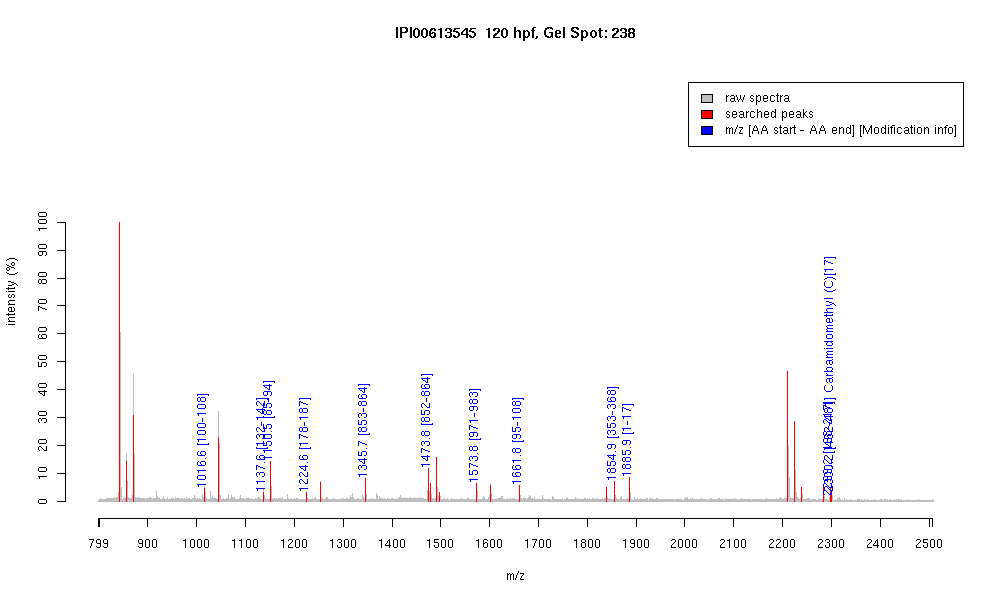 IPI00613545 120 hpf, Gel Spot: 238
raw spectra
searched peaks
m/z [AA start - AA end] [Modification info]
intensity (%)
100
90
80
70
60
50
40
30
20
10
0
1016.6 [100-108]
1137.6 [132-142]
1150.5 [85-94]
1224.6 [178-187]
1345.7 [853-864]
1473.8 [852-864]
1573.8 [971-983]
1661.8 [95-108]
1854.9 [353-368]
1885.9 [1-17]
Carbamidomethyl (C)[17]
799 900 1000 1100 1200 1300 1400 1500 1600 1700 1800 1900 2000 2100 2200 2300 2400 2500
m/z